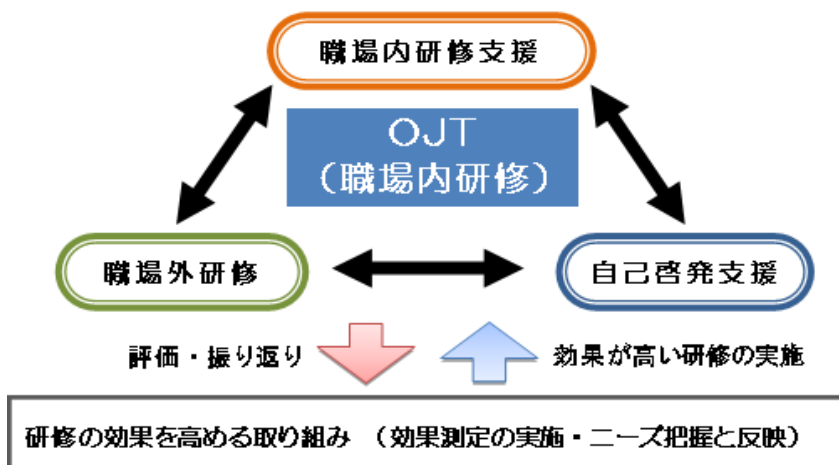 職場内研修支援
OJT
（職場内研修）
職場外研修
自己啓発支援
評価・振り返り
効果が高い研修の実施
研修の効果を高める取り組み （効果測定の実施・ニーズ把握と反映）